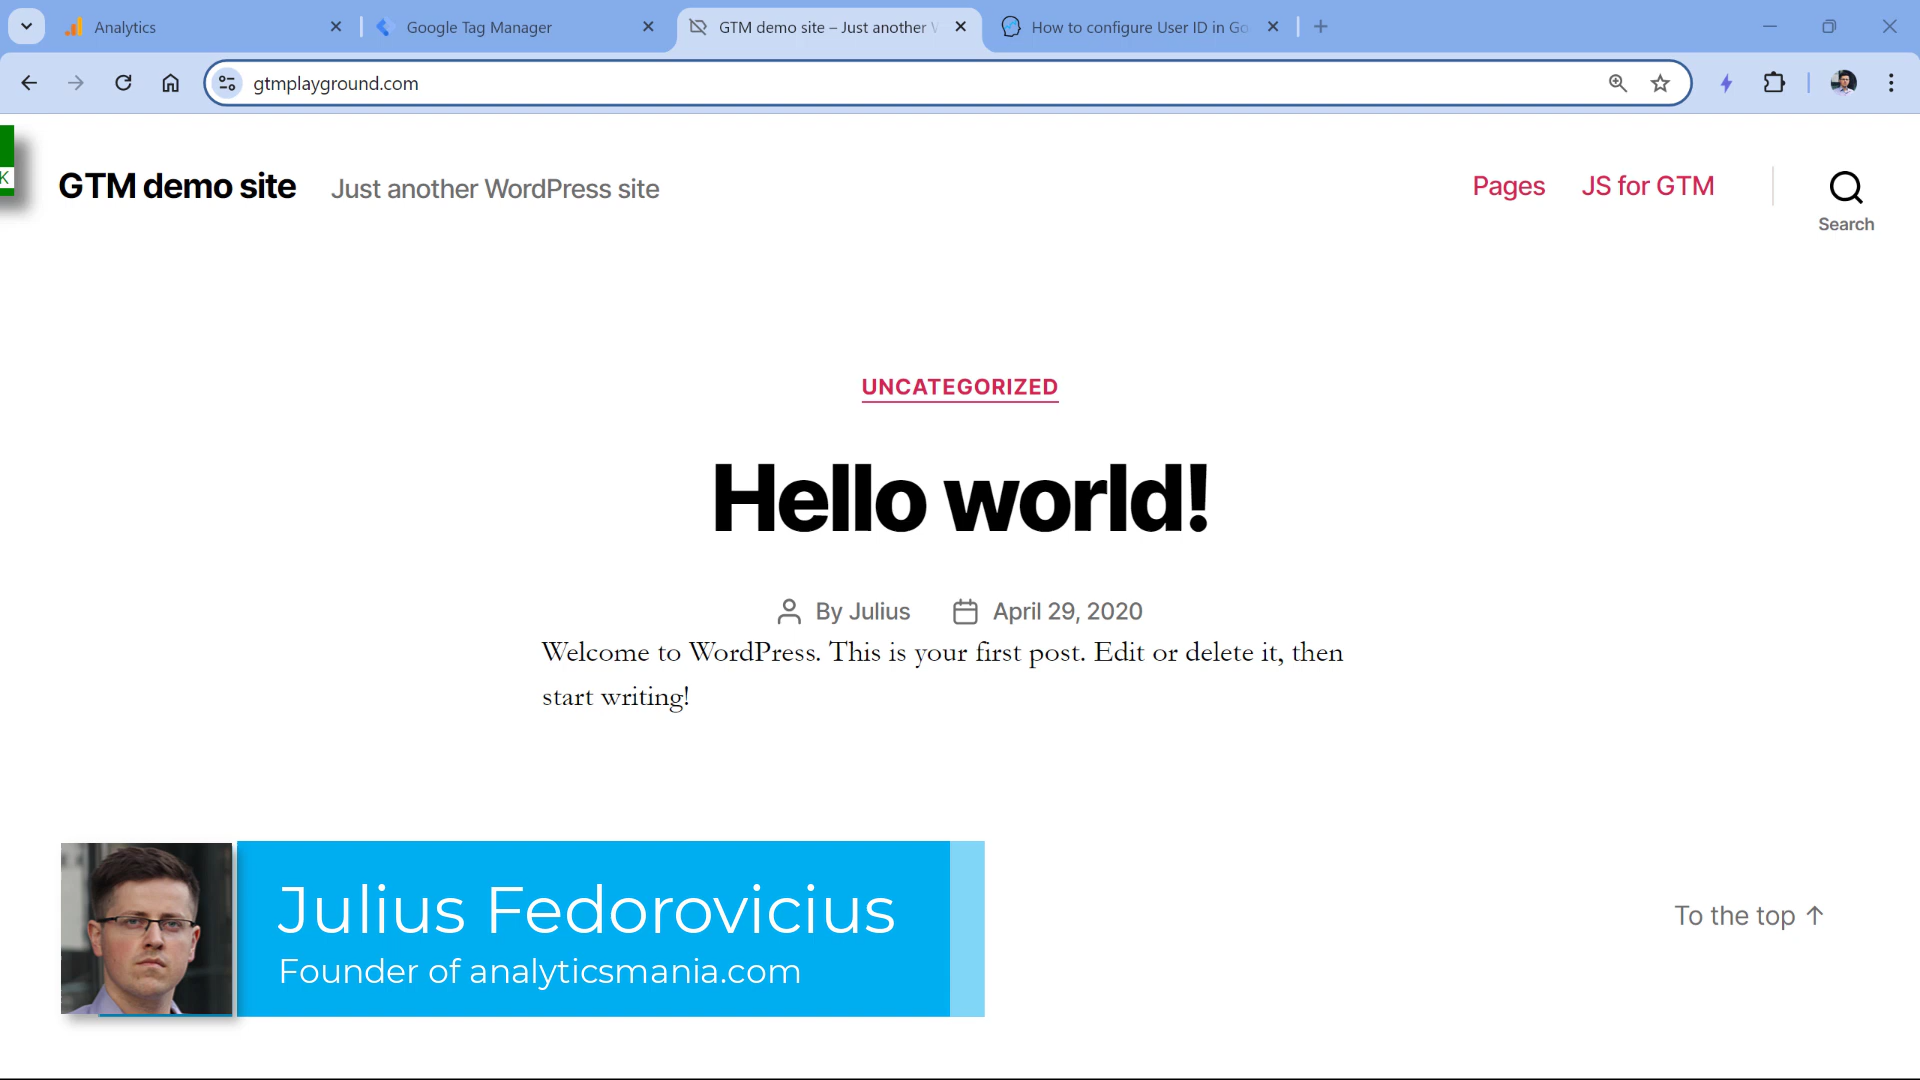 Analytics
Google Tag Manager
GTM demo site – Just another W
How to configure User ID in Go
gtmplayground.com
K
GTM demo site
Just another WordPress site
Pages
JS for GTM
Search
UNCATEGORIZED
Hello world!
By Julius
April 29, 2020
Welcome to WordPress. This is your first post. Edit or delete it, then
start writing!
Julius Fedorovicius
Founder of analyticsmania.com
To the top ↑